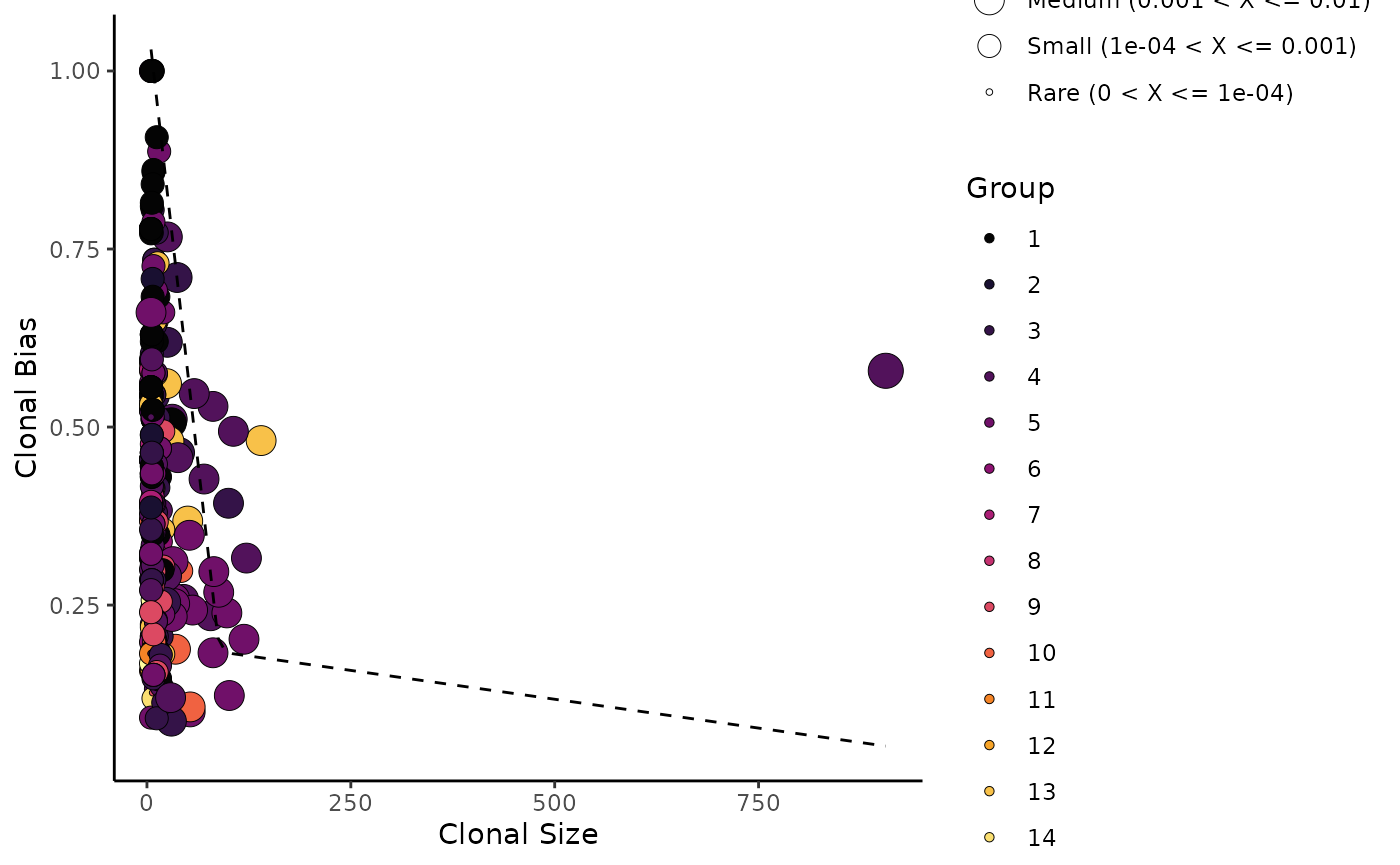 Medium (0.001 < X <= 0.01)
Small (1e-04 < X <= 0.001)
Rare (0 < X <= 1e-04)
Group
1
2
3
4
5
6
7
8
9
10
11
12
13
14
1.00
0.75
0.50
0.25
Clonal Bias
0 250 500 750
Clonal Size